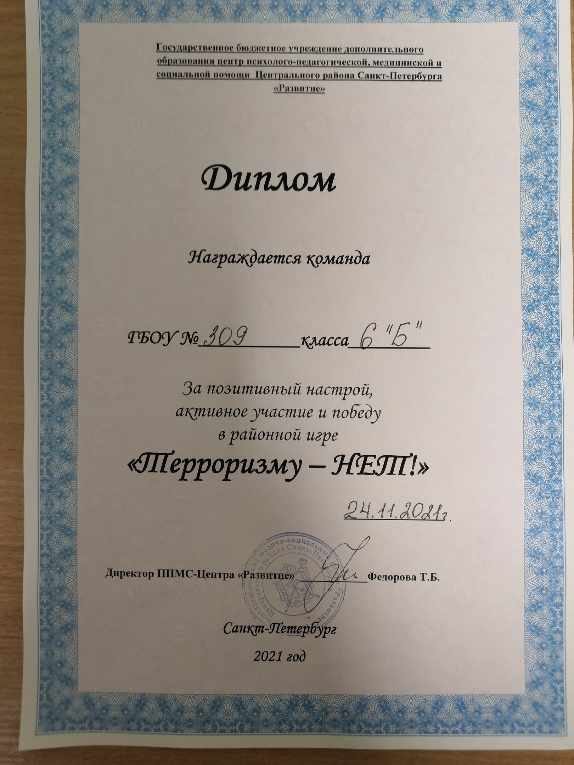 Государственное бюджетное учреждение дополнительного
образования центр психолого-педагогической, медицинской и
социальной помощи Центрального района Санкт-Петербурга
«Развитие»
Диплом
Награждается команда
ГБОУ № 309 класса 6 "Б"
За позитивный настрой,
активное участие и победу
в районной игре
«Терроризму – НЕТ!»
24.11.2021г.
Директор ППМС-Центра «Развитие» Федорова Т.Б.
Санкт-Петербург
2021 год